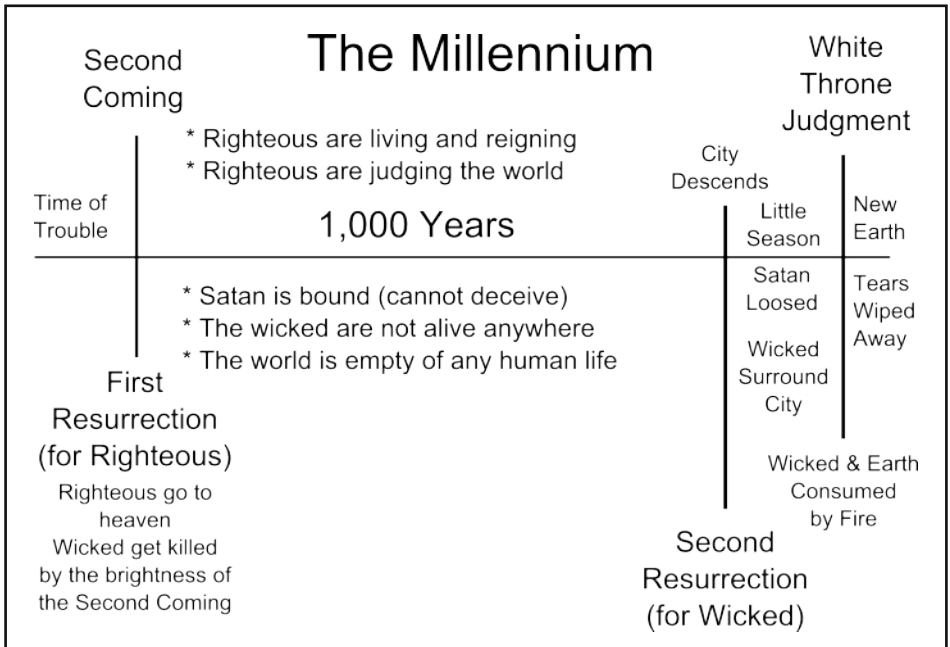 The Millennium
Second
Coming
White
Throne
Judgment
* Righteous are living and reigning
* Righteous are judging the world
City
Descends
Time of
Trouble
1,000 Years
Little
Season
New
Earth
* Satan is bound (cannot deceive)
* The wicked are not alive anywhere
* The world is empty of any human life
Satan
Loosed
Tears
Wiped
Away
Wicked
Surround
City
First
Resurrection
(for Righteous)
Righteous go to
heaven
Wicked get killed
by the brightness of
the Second Coming
Wicked & Earth
Consumed
by Fire
Second
Resurrection
(for Wicked)